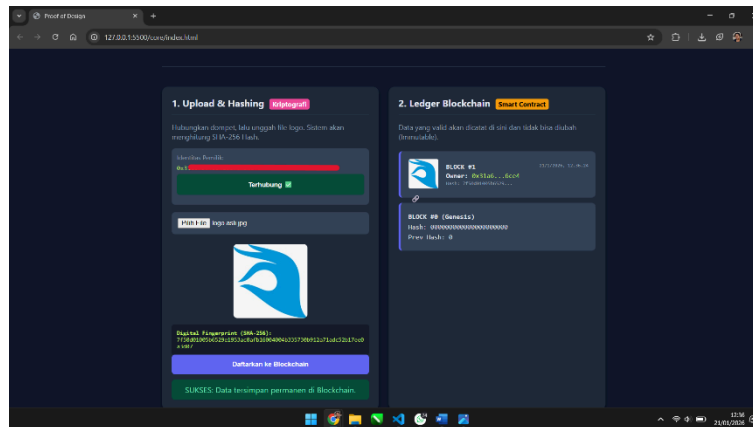 Proof of Design
127.0.0.1:5500/core/index.html
1. Upload & Hashing Kriptografi
Hubungkan dompet, lalu unggah file logo. Sistem akan
menghitung SHA-256 Hash.
Identitas Pemilik:
Terhubung
Pilih File logo asli.jpg
Digital Fingerprint (SHA-256):
Daftarkan ke Blockchain
SUKSES: Data tersimpan permanen di Blockchain.
2. Ledger Blockchain Smart Contract
Data yang valid akan dicatat di sini dan tidak bisa diubah
(Immutable).
BLOCK #1
Owner: 0x51a6...6ce4
BLOCK #0 (Genesis)
Prev Hash: 0
12:56
21/01/2026